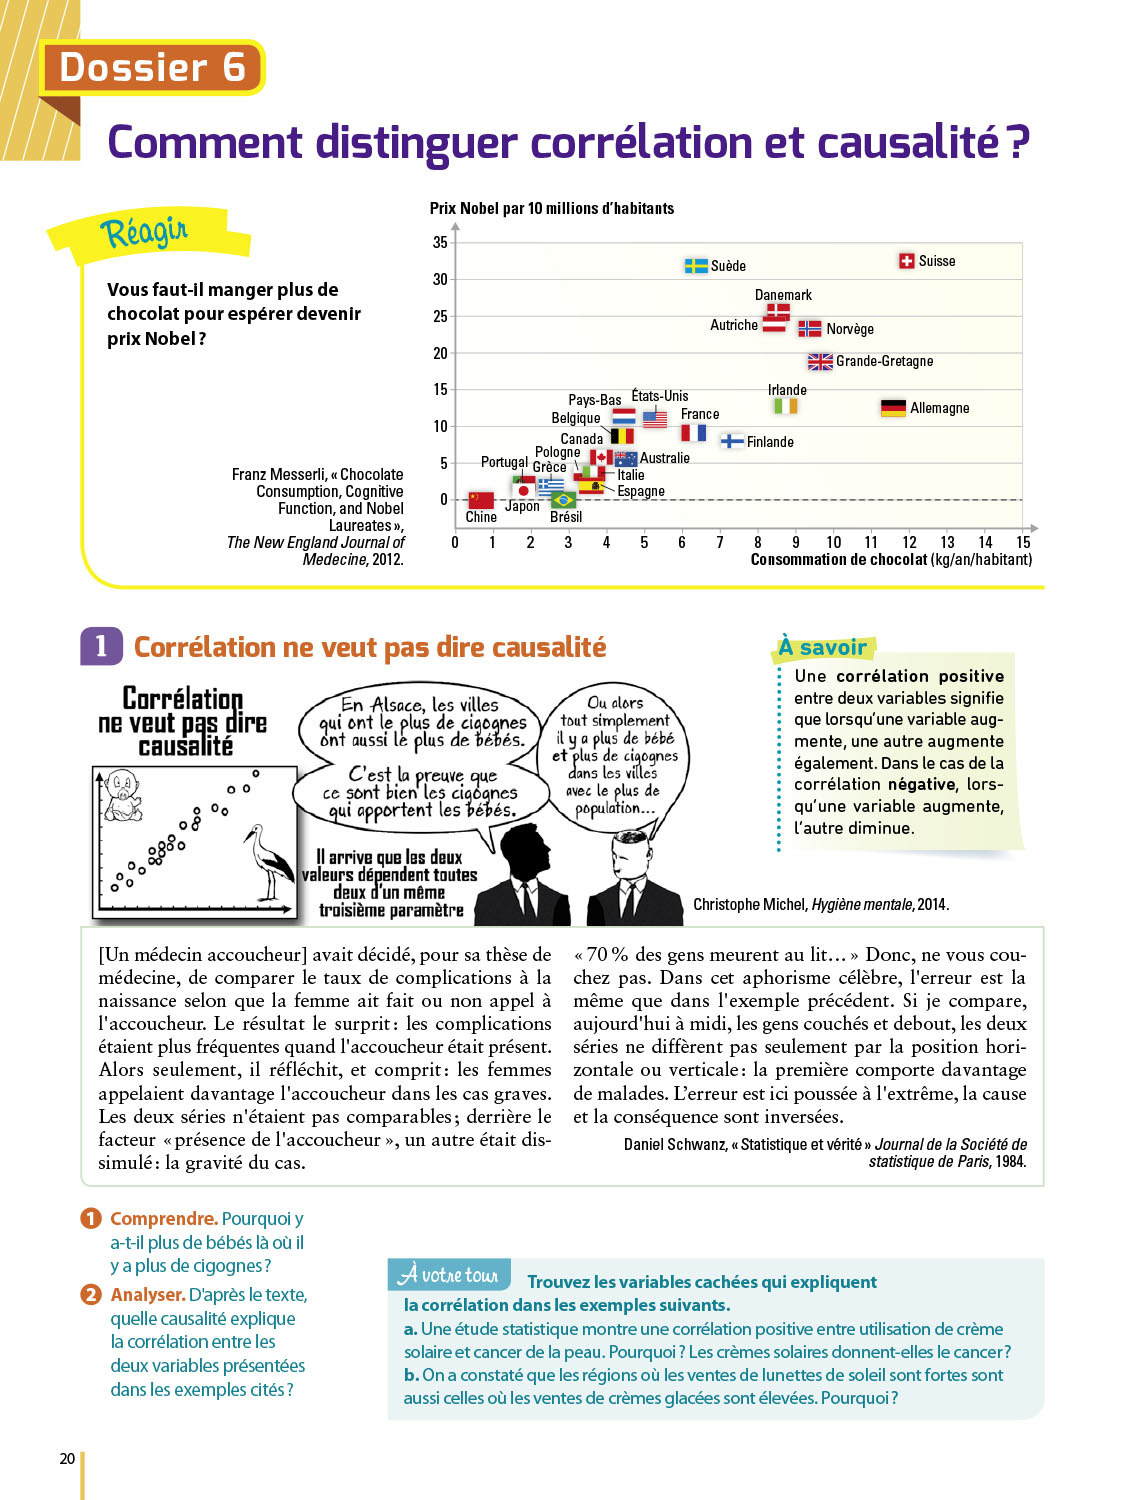 Dossier 6
Comment distinguer corrélation et causalité ?
Réagir
Vous faut-il manger plus de
chocolat pour espérer devenir
prix Nobel ?
Franz Messerli, « Chocolate
Consumption, Cognitive
Function, and Nobel
Laureates »,
The New England Journal of
Medecine, 2012.
Prix Nobel par 10 millions d'habitants
35
30
25
20
15
10
5
0
Suède
Suisse
Danemark
Autriche
Norvège
Grande-Gretagne
Irlande
Allemagne
Pays-Bas
États-Unis
Belgique
France
Canada
Finlande
Pologne
Australie
Portugal
Grèce
Italie
Espagne
Japon
Chine
Brésil
0 1 2 3 4 5 6 7 8 9 10 11 12 13 14 15
Consommation de chocolat (kg/an/habitant)
1 Corrélation ne veut pas dire causalité
Corrélation
ne veut pas dire
causalité
En Alsace, les villes
qui ont le plus de cigognes
ont aussi le plus de bébés.
C'est la preuve que
ce sont bien les cigognes
qui apportent les bébés.
Ou alors
tout simplement
il y a plus de bébé
et plus de cigognes
dans les villes
avec le plus de
population...
Il arrive que les deux
valeurs dépendent toutes
deux d'un même
troisième paramètre
Christophe Michel, Hygiène mentale, 2014.
À savoir
Une corrélation positive
entre deux variables signifie
que lorsqu'une variable aug-
mente, une autre augmente
également. Dans le cas de la
corrélation négative, lors-
qu'une variable augmente,
l'autre diminue.
[Un médecin accoucheur] avait décidé, pour sa thèse de
médecine, de comparer le taux de complications à la
naissance selon que la femme ait fait ou non appel à
l'accoucheur. Le résultat le surprit : les complications
étaient plus fréquentes quand l'accoucheur était présent.
Alors seulement, il réfléchit, et comprit : les femmes
appelaient davantage l'accoucheur dans les cas graves.
Les deux séries n'étaient pas comparables ; derrière le
facteur « présence de l'accoucheur », un autre était dis-
simulé : la gravité du cas.
« 70 % des gens meurent au lit... » Donc, ne vous cou-
chez pas. Dans cet aphorisme célèbre, l'erreur est la
même que dans l'exemple précédent. Si je compare,
aujourd'hui à midi, les gens couchés et debout, les deux
séries ne diffèrent pas seulement par la position hori-
zontale ou verticale : la première comporte davantage
de malades. L'erreur est ici poussée à l'extrême, la cause
et la conséquence sont inversées.
Daniel Schwanz, « Statistique et vérité » Journal de la Société de
statistique de Paris, 1984.
1 Comprendre. Pourquoi y
a-t-il plus de bébés là où il
y a plus de cigognes ?
2 Analyser. D'après le texte,
quelle causalité explique
la corrélation entre les
deux variables présentées
dans les exemples cités ?
À votre tour
Trouvez les variables cachées qui expliquent
la corrélation dans les exemples suivants.
a. Une étude statistique montre une corrélation positive entre utilisation de crème
solaire et cancer de la peau. Pourquoi ? Les crèmes solaires donnent-elles le cancer ?
b. On a constaté que les régions où les ventes de lunettes de soleil sont fortes sont
aussi celles où les ventes de crèmes glacées sont élevées. Pourquoi ?
20